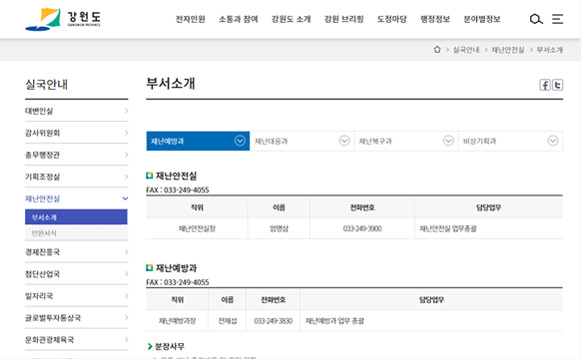 강원도
GANGWON PROVINCE
전자민원 소통과 참여 강원도 소개 강원 브리핑 도정마당 행정정보 분야별정보
실국안내 > 재난안전실 > 부서소개
실국안내
대변인실
감사위원회
총무행정관
기획조정실
재난안전실
부서소개
민원서식
경제진흥국
첨단산업국
일자리국
글로벌투자통상국
문화관광체육국
부서소개
재난예방과 재난대응과 재난복구과 비상기획과
재난안전실
FAX : 033-249-4055
직위 이름 전화번호 담당업무
재난안전실장 엄명삼 033-249-3900 재난안전실 업무총괄
재난예방과
FAX : 033-249-4055
직위 이름 전화번호 담당업무
재난예방과장 전재섭 033-249-3830 재난예방과 업무 총괄
분장사무